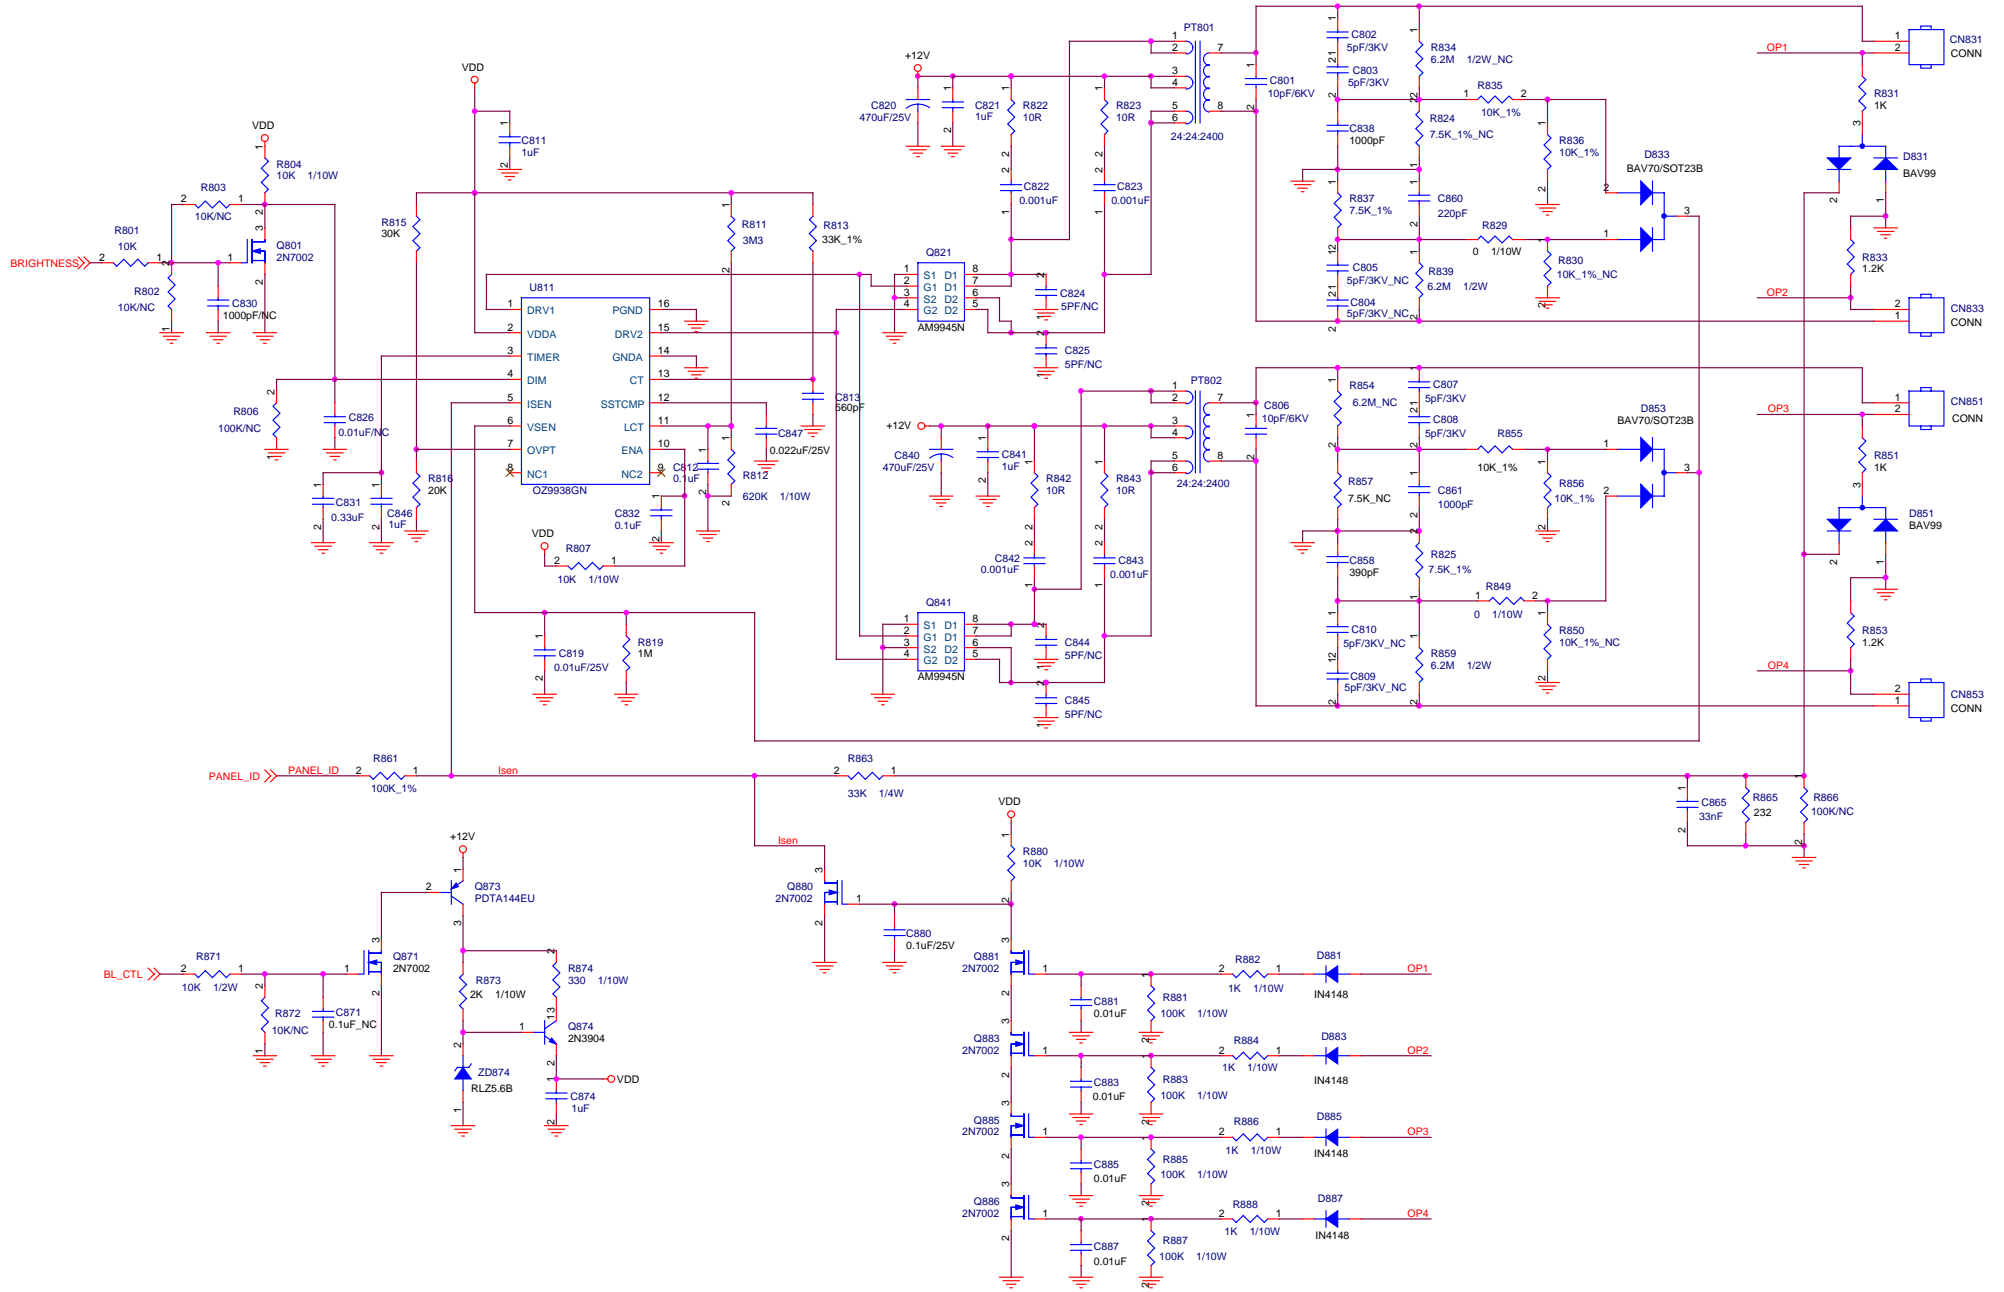 VDD
C811
1uF
VDD
R804
10K 1/10W
R803
10K/NC
R801
10K
BRIGHTNESS
R802
10K/NC
C830
1000pF/NC
Q801
2N7002
R815
30K
R811
3M3
R813
33K_1%
U811
DRV1
VDDA
TIMER
DIM
ISEN
VSEN
OVPT
NC1
PGND
DRV2
GNDA
CT
SSTCMP
LCT
ENA
NC2
OZ9938GN
R806
100K/NC
C826
0.01uF/NC
C831
0.33uF
C846
1uF
R816
20K
C813
560pF
C847
0.022uF/25V
C812
0.1uF
R812
620K 1/10W
C832
0.1uF
VDD
R807
10K 1/10W
C819
0.01uF/25V
R819
1M
+12V
C820
470uF/25V
C821
1uF
R822
10R
R823
10R
C822
0.001uF
C823
0.001uF
Q821
S1 D1
G1 D1
S2 D2
G2 D2
AM9945N
C824
5PF/NC
C825
5PF/NC
PT801
24:24:2400
C801
10pF/6KV
C802
5pF/3KV
C803
5pF/3KV
C838
1000pF
R834
6.2M 1/2W_NC
R824
7.5K_1%_NC
R835
10K_1%
R836
10K_1%
R837
7.5K_1%
C860
220pF
R829
0 1/10W
R830
10K_1%_NC
C805
5pF/3KV_NC
C804
5pF/3KV_NC
R839
6.2M 1/2W
D833
BAV70/SOT23B
OP1
CN831
CONN
R831
1K
D831
BAV99
R833
1.2K
OP2
CN833
CONN
+12V
C840
470uF/25V
C841
1uF
R842
10R
R843
10R
C842
0.001uF
C843
0.001uF
Q841
S1 D1
G1 D1
S2 D2
G2 D2
AM9945N
C844
5PF/NC
C845
5PF/NC
PT802
24:24:2400
C806
10pF/6KV
R854
6.2M_NC
C807
5pF/3KV
C808
5pF/3KV
R855
10K_1%
R856
10K_1%
R857
7.5K_NC
C861
1000pF
C858
390pF
R825
7.5K_1%
R849
0 1/10W
R850
10K_1%_NC
C810
5pF/3KV_NC
C809
5pF/3KV_NC
R859
6.2M 1/2W
D853
BAV70/SOT23B
OP3
CN851
CONN
R851
1K
D851
BAV99
R853
1.2K
OP4
CN853
CONN
PANEL_ID
PANEL_ID
R861
100K_1%
Isen
R863
33K 1/4W
C865
33nF
R865
232
R866
100K/NC
Isen
Q880
2N7002
C880
0.1uF/25V
VDD
R880
10K 1/10W
+12V
Q873
PDTA144EU
BL_CTL
R871
10K 1/2W
R872
10K/NC
C871
0.1uF_NC
Q871
2N7002
R873
2K 1/10W
R874
330 1/10W
Q874
2N3904
ZD874
RLZ5.6B
VDD
C874
1uF
Q881
2N7002
C881
0.01uF
R881
100K 1/10W
R882
1K 1/10W
D881
IN4148
OP1
Q883
2N7002
C883
0.01uF
R883
100K 1/10W
R884
1K 1/10W
D883
IN4148
OP2
Q885
2N7002
C885
0.01uF
R885
100K 1/10W
R886
1K 1/10W
D885
IN4148
OP3
Q886
2N7002
C887
0.01uF
R887
100K 1/10W
R888
1K 1/10W
D887
IN4148
OP4